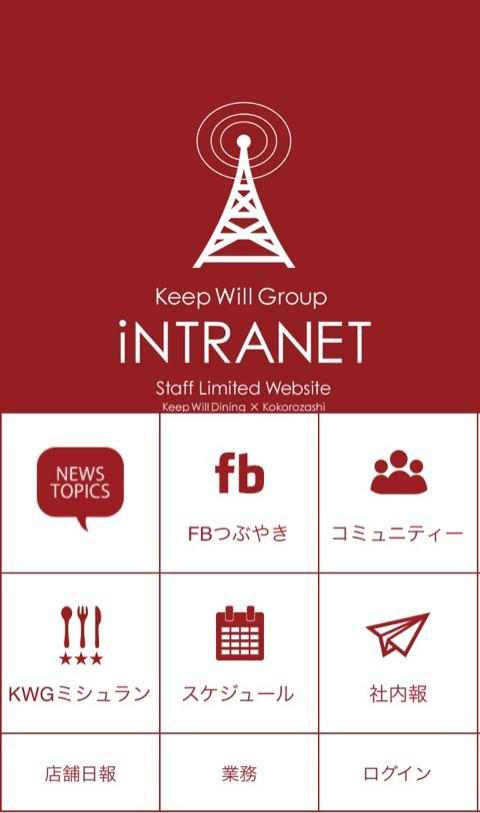 Keep Will Group
iNTRANET
Staff Limited Website
Keep Will Dining × Kokorozashi
NEWS
TOPICS
fb
FBつぶやき
コミュニティー
KWGミシュラン
スケジュール
社内報
店舗日報
業務
ログイン